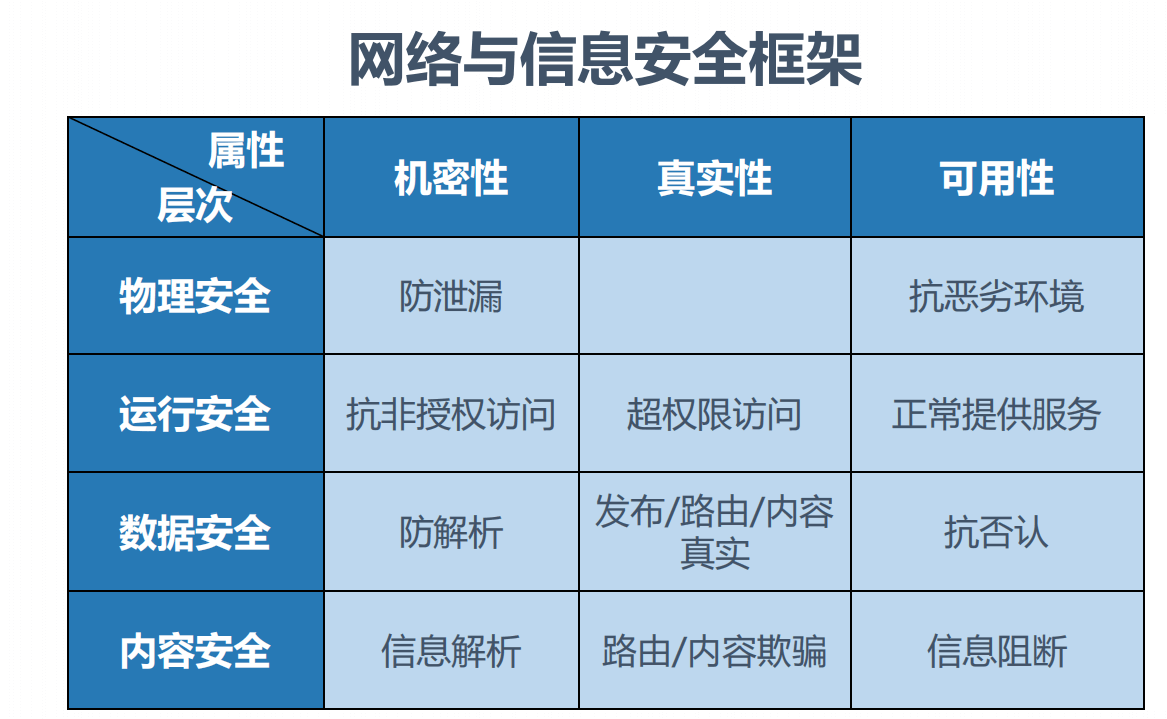 网络与信息安全框架
属性
层次
机密性
真实性
可用性
物理安全
防泄漏
抗恶劣环境
运行安全
抗非授权访问
超权限访问
正常提供服务
数据安全
防解析
发布/路由/内容
真实
抗否认
内容安全
信息解析
路由/内容欺骗
信息阻断